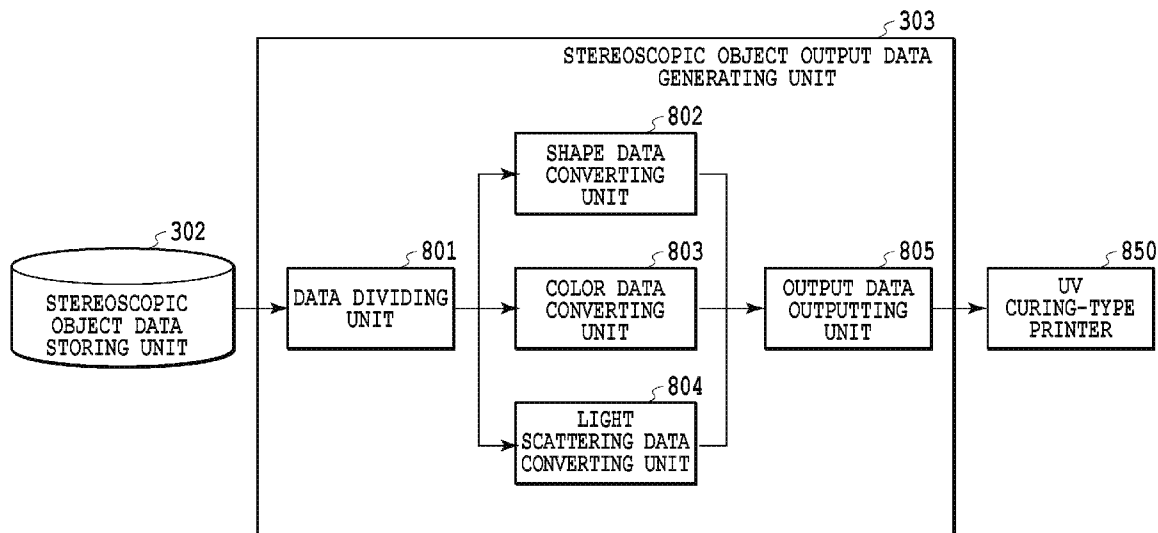 303
STEREOSCOPIC OBJECT OUTPUT DATA
GENERATING UNIT
802
SHAPE DATA
CONVERTING
UNIT
302
STEREOSCOPIC
OBJECT DATA
STORING UNIT
801
DATA DIVIDING
UNIT
803
COLOR DATA
CONVERTING
UNIT
805
OUTPUT DATA
OUTPUTTING
UNIT
850
UV
CURING-TYPE
PRINTER
804
LIGHT
SCATTERING DATA
CONVERTING UNIT